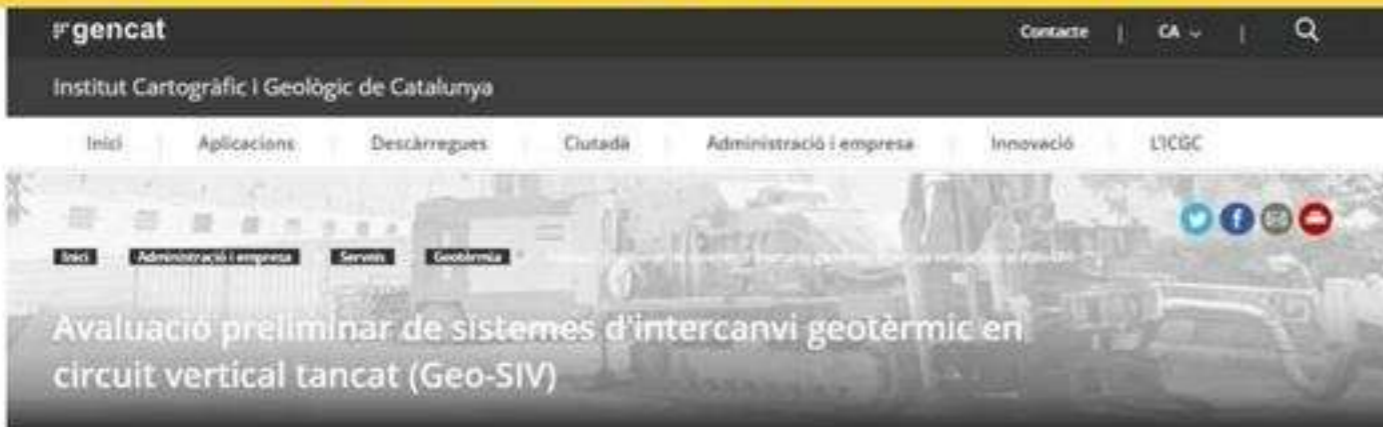 gencat
Contacte | CA |
Institut Cartogràfic i Geològic de Catalunya
Inici Aplicacions Descàrregues Ciutadà Administració i empresa Innovació L'ICGC
Inici Administració i empresa Serveis Geotèrmia
Avaluació preliminar de sistemes d'intercanvi geotèrmic en
circuit vertical tancat (Geo-SIV)